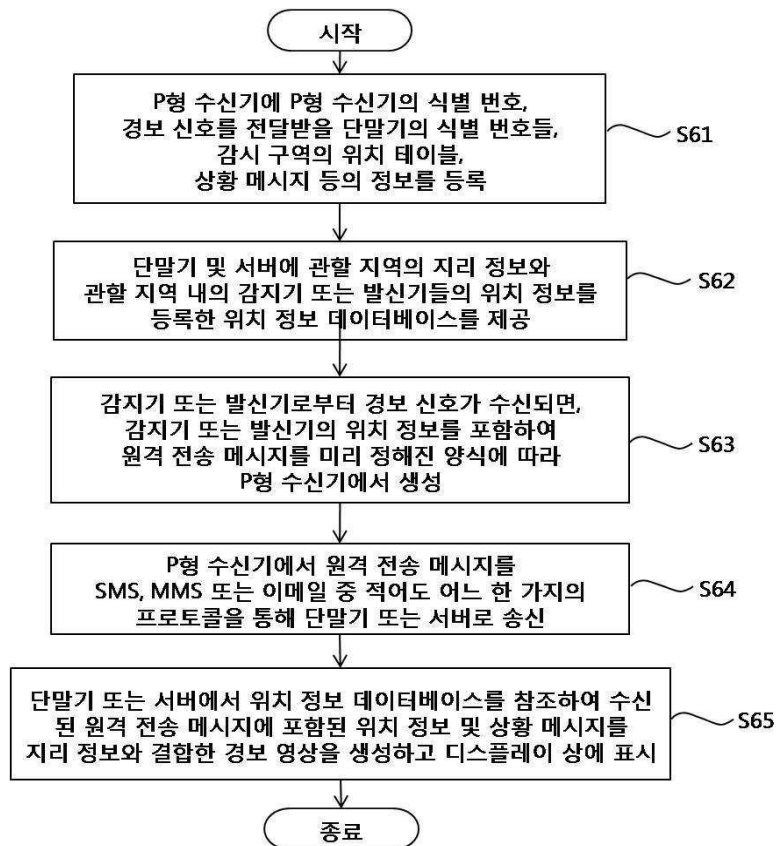 시작
P형 수신기에 P형 수신기의 식별 번호,
경보 신호를 전달받을 단말기의 식별 번호들,
감시 구역의 위치 테이블,
상황 메시지 등의 정보를 등록
S61
단말기 및 서버에 관할 지역의 지리 정보와
관할 지역 내의 감지기 또는 발신기들의 위치 정보를
등록한 위치 정보 데이터베이스를 제공
S62
감지기 또는 발신기로부터 경보 신호가 수신되면,
감지기 또는 발신기의 위치 정보를 포함하여
원격 전송 메시지를 미리 정해진 양식에 따라
P형 수신기에서 생성
S63
P형 수신기에서 원격 전송 메시지를
SMS, MMS 또는 이메일 중 적어도 어느 한 가지의
프로토콜을 통해 단말기 또는 서버로 송신
S64
단말기 또는 서버에서 위치 정보 데이터베이스를 참조하여 수신
된 원격 전송 메시지에 포함된 위치 정보 및 상황 메시지를
지리 정보와 결합한 경보 영상을 생성하고 디스플레이 상에 표시
S65
종료